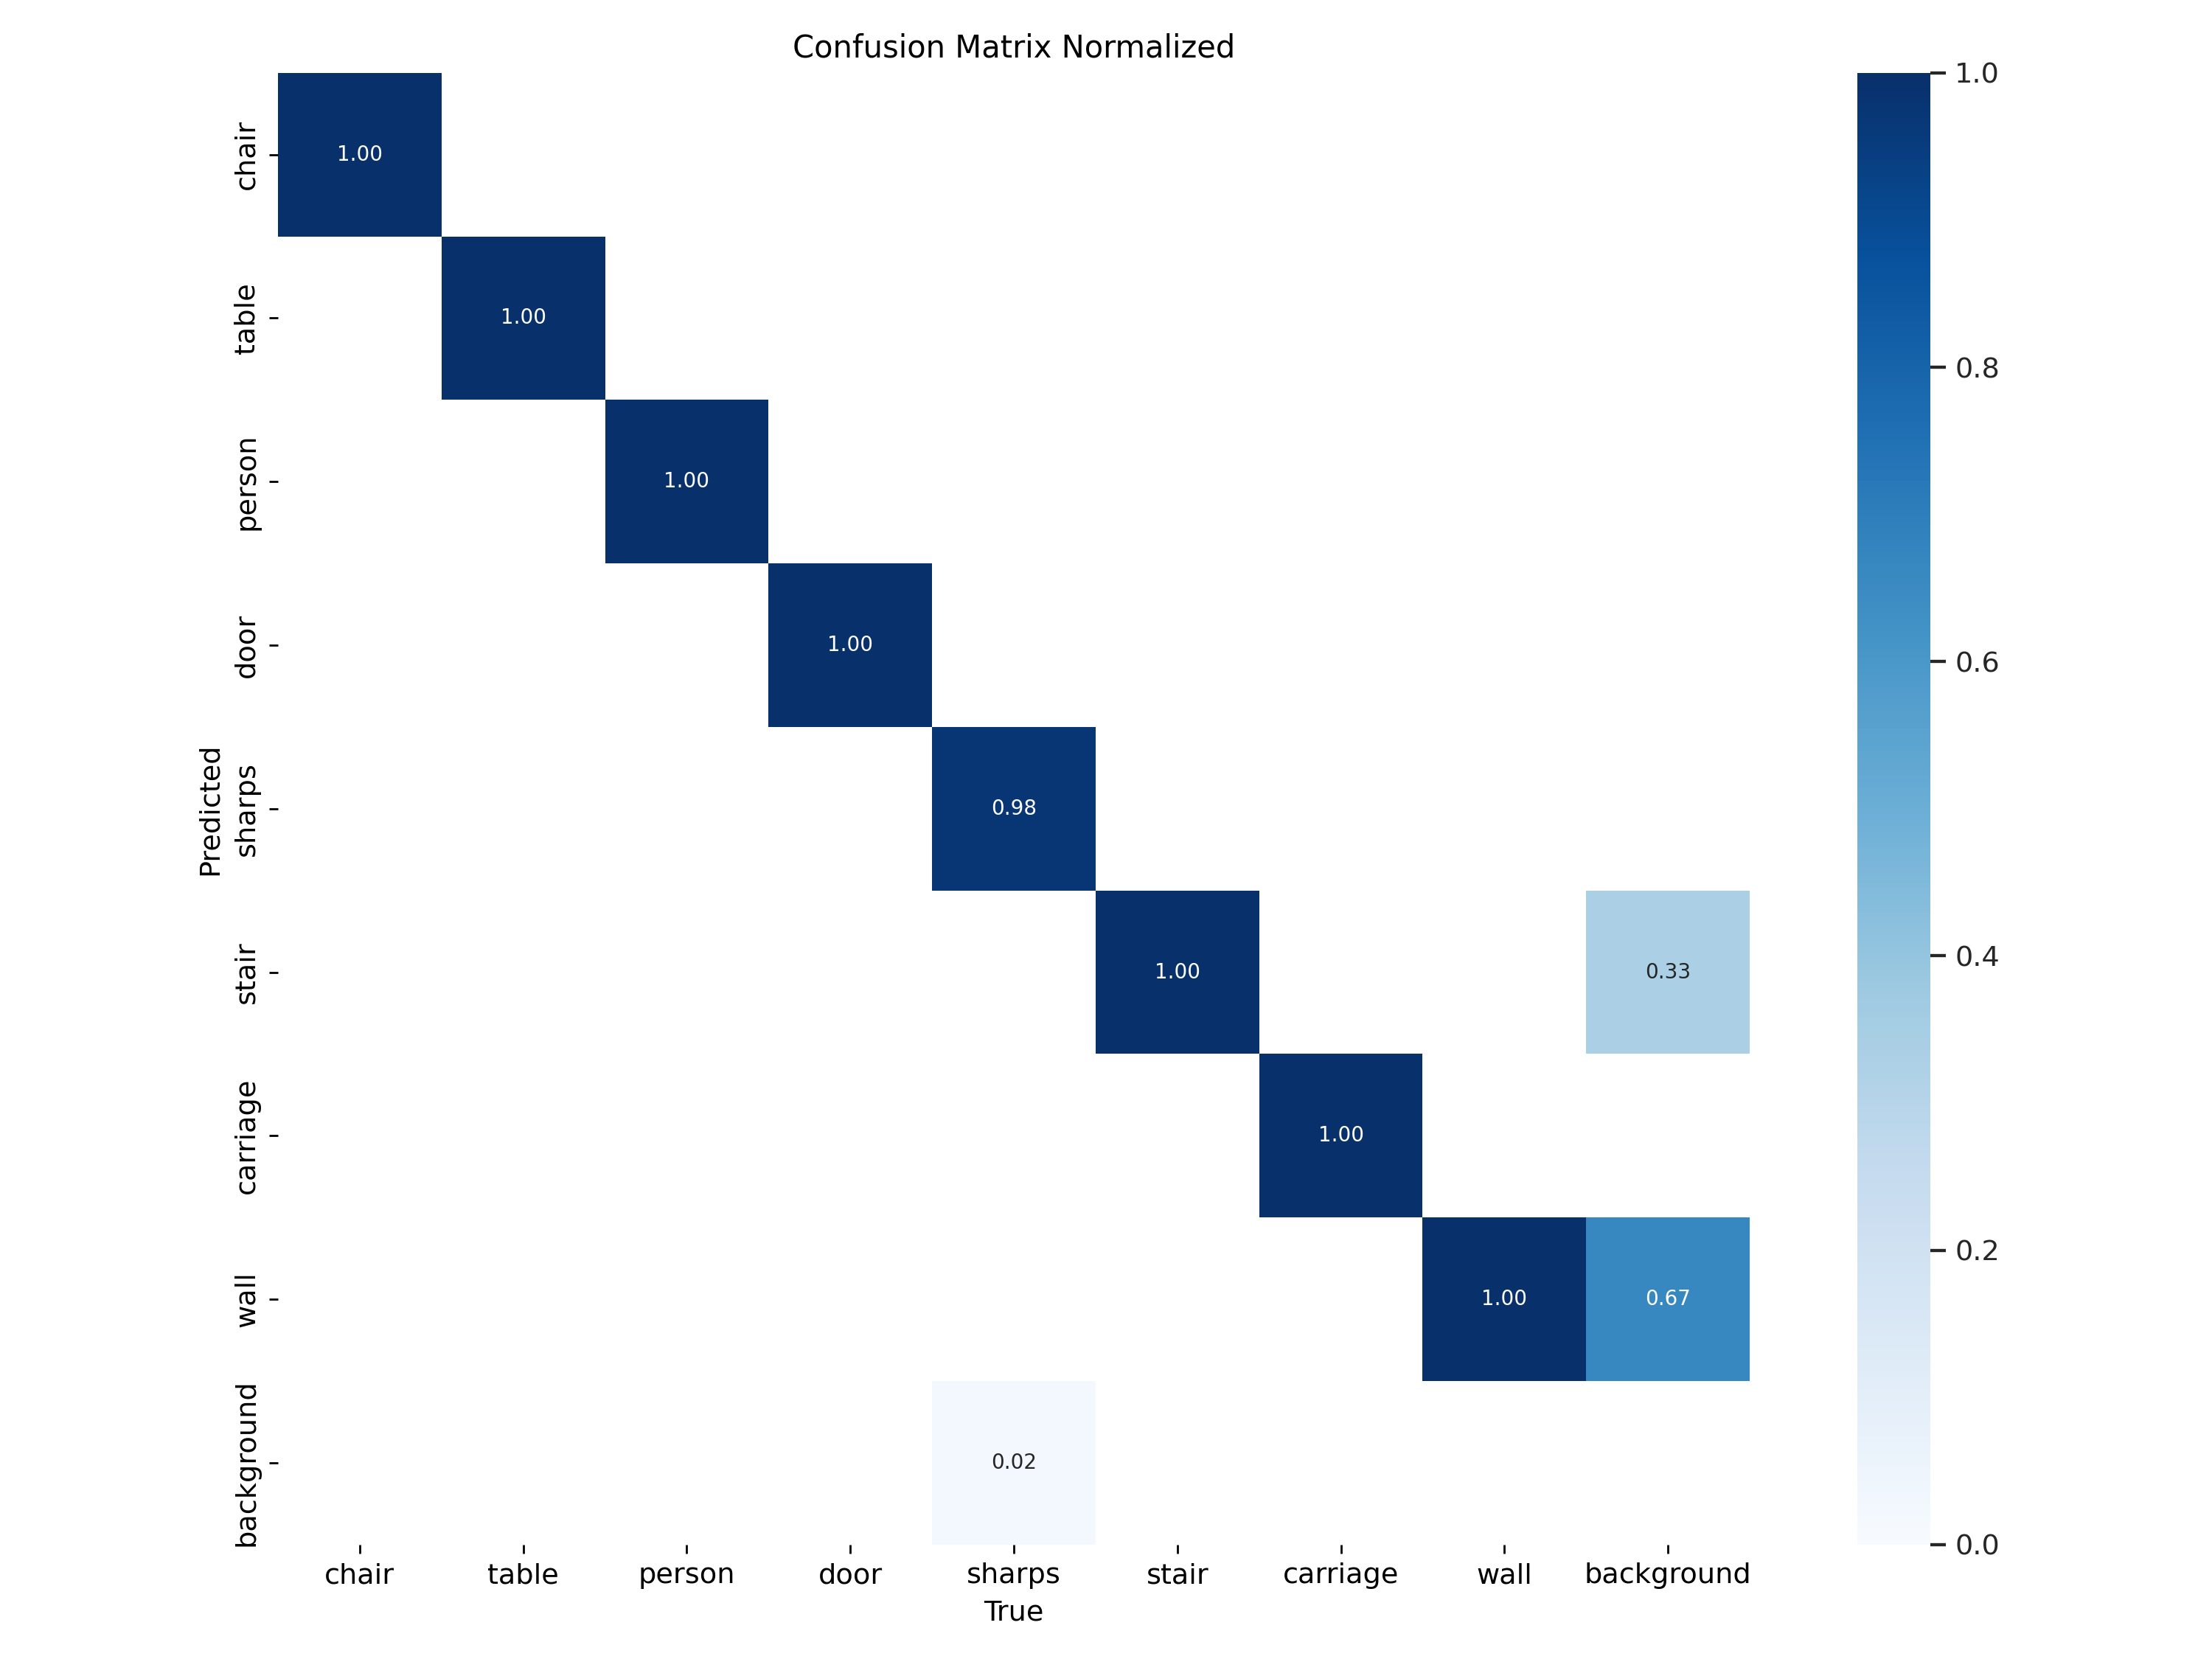 Confusion Matrix Normalized
chair
table
person
door
sharps
stair
carriage
wall
background
Predicted
1.00
1.00
1.00
1.00
0.98
1.00
0.33
1.00
1.00
0.67
0.02
chair table person door sharps stair carriage wall background
True
1.0
0.8
0.6
0.4
0.2
0.0